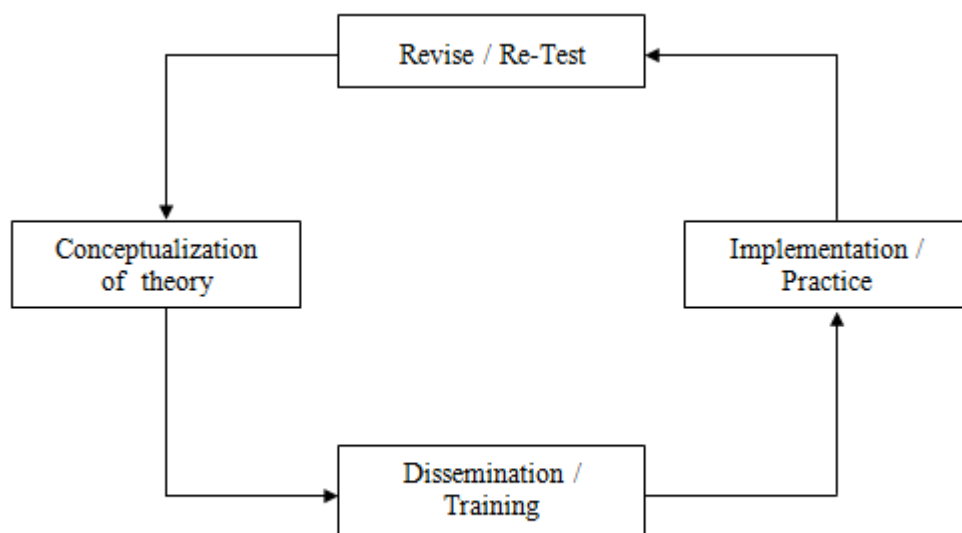 Revise / Re-Test
Conceptualization
of theory
Implementation /
Practice
Dissemination /
Training